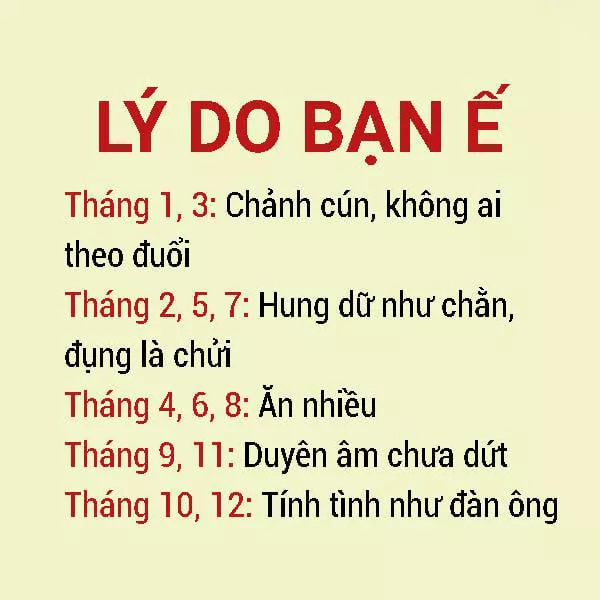 LÝ DO BẠN Ế
Tháng 1, 3: Chảnh cún, không ai
theo đuổi
Tháng 2, 5, 7: Hung dữ như chằn,
đụng là chửi
Tháng 4, 6, 8: Ăn nhiều
Tháng 9, 11: Duyên âm chưa dứt
Tháng 10, 12: Tính tình như đàn ông